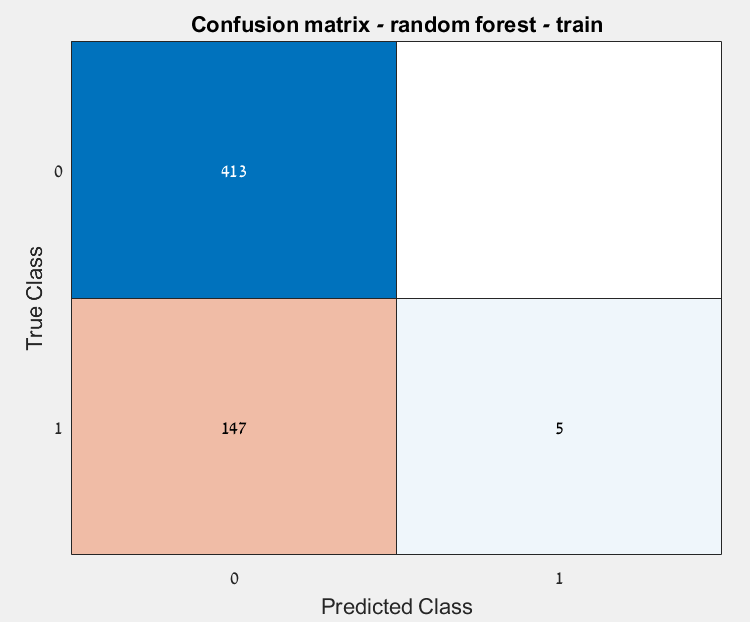 Confusion matrix - random forest - train
True Class
0
413
1
147
5
0
1
Predicted Class